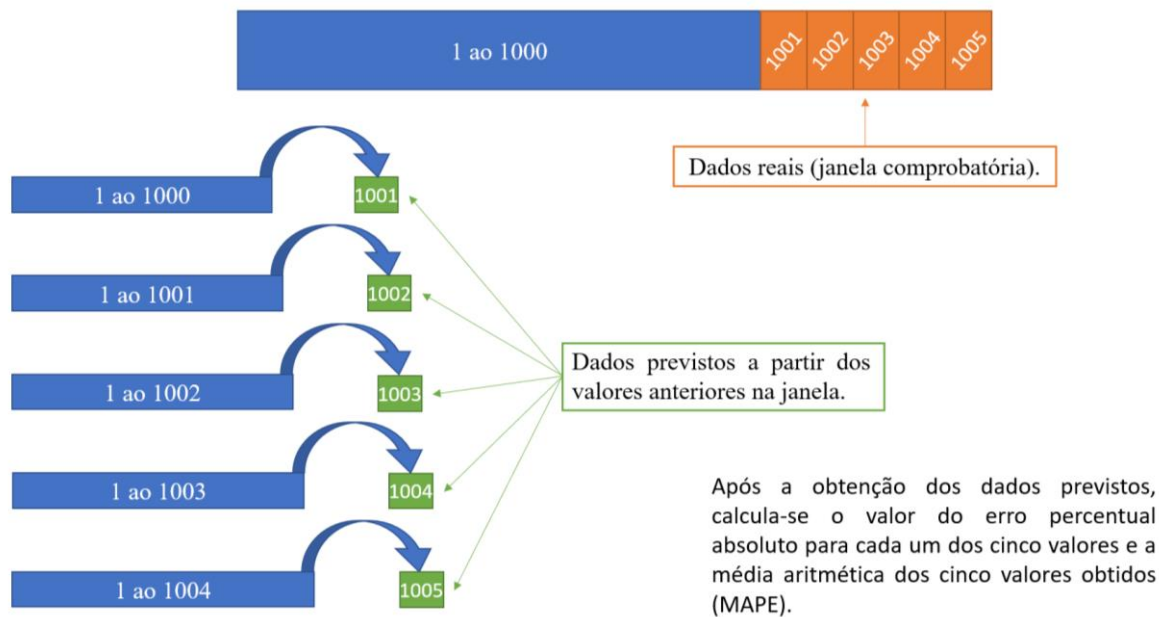 1 ao 1000
1001
1002
1003
1004
1005
Dados reais (janela comprobatória).
1 ao 1000
1001
1 ao 1001
1002
1 ao 1002
1003
1 ao 1003
1004
1 ao 1004
1005
Dados previstos a partir dos
valores anteriores na janela.
Após a obtenção dos dados previstos,
calcula-se o valor do erro percentual
absoluto para cada um dos cinco valores e a
média aritmética dos cinco valores obtidos
(MAPE).